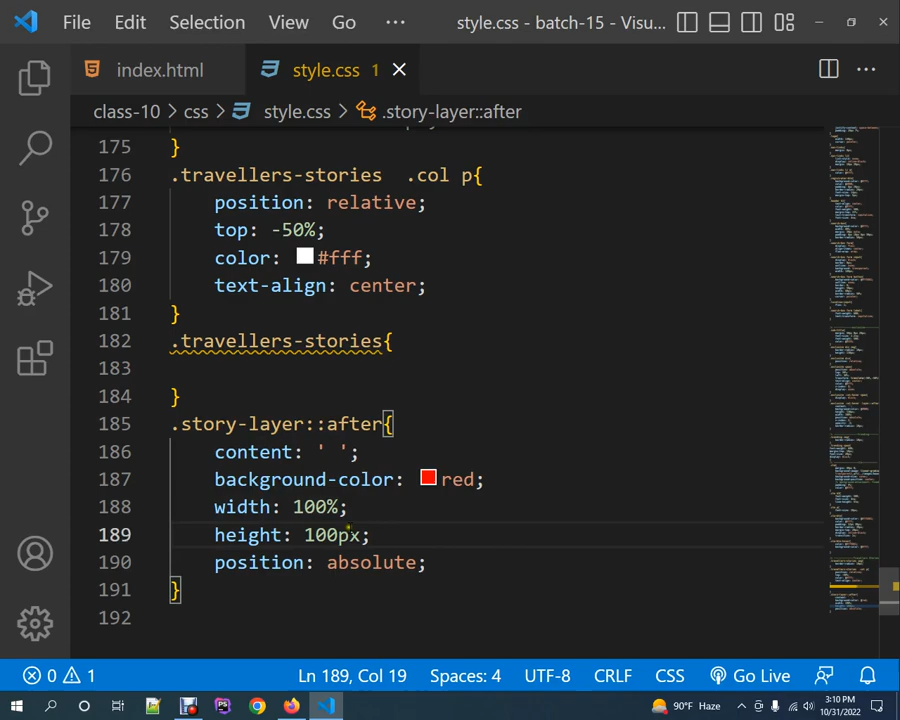 File Edit Selection View Go ··· style.css - batch-15 - Visu...
index.html style.css 1
class-10 > css > style.css > .story-layer::after
175 }
176 .travellers-stories .col p{
177 position: relative;
178 top: -50%;
179 color: #fff;
180 text-align: center;
181 }
182 .travellers-stories{
183
184 }
185 .story-layer::after{
186 content: ' ';
187 background-color: red;
188 width: 100%;
189 height: 100px;
190 position: absolute;
191 }
192
0 1 Ln 189, Col 19 Spaces: 4 UTF-8 CRLF CSS Go Live
90°F Haze 3:10 PM
10/31/2022